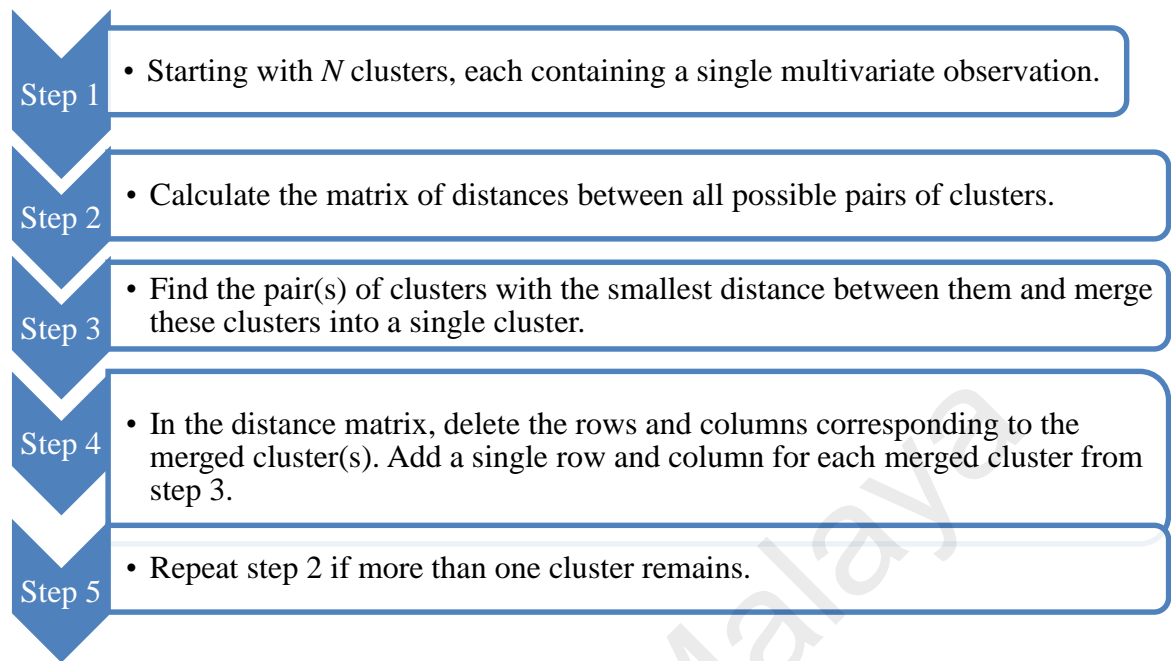 Step 1
• Starting with N clusters, each containing a single multivariate observation.
Step 2
• Calculate the matrix of distances between all possible pairs of clusters.
Step 3
• Find the pair(s) of clusters with the smallest distance between them and merge
these clusters into a single cluster.
Step 4
• In the distance matrix, delete the rows and columns corresponding to the
merged cluster(s). Add a single row and column for each merged cluster from
step 3.
Step 5
• Repeat step 2 if more than one cluster remains.
Malaya